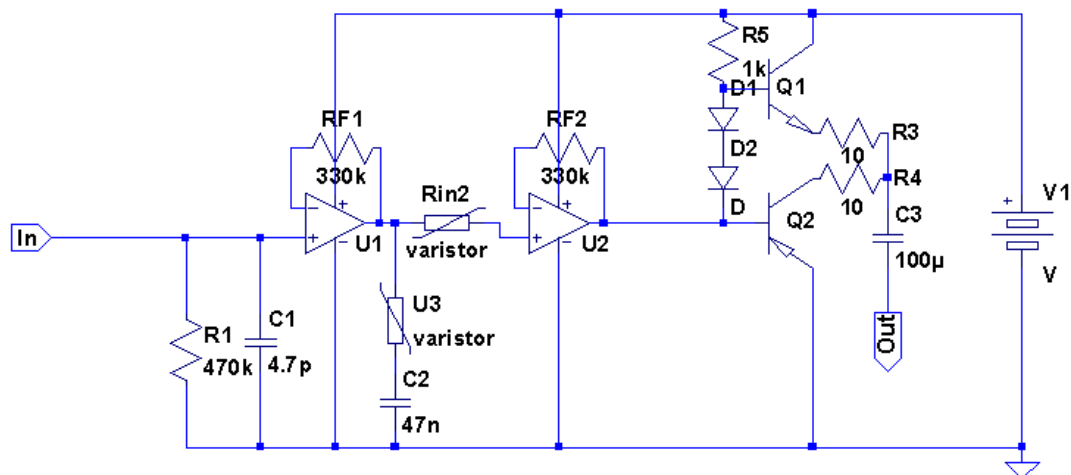 R5
1k
D1
Q1
RF1
330k
RF2
330k
D2
R3
10
R4
10
Rin2
varistor
D
Q2
V1
V
C3
100µ
In
U1
U2
U3
varistor
R1
470k
C1
4.7p
C2
47n
Out
+
-
+
-
+
-
+
-
+